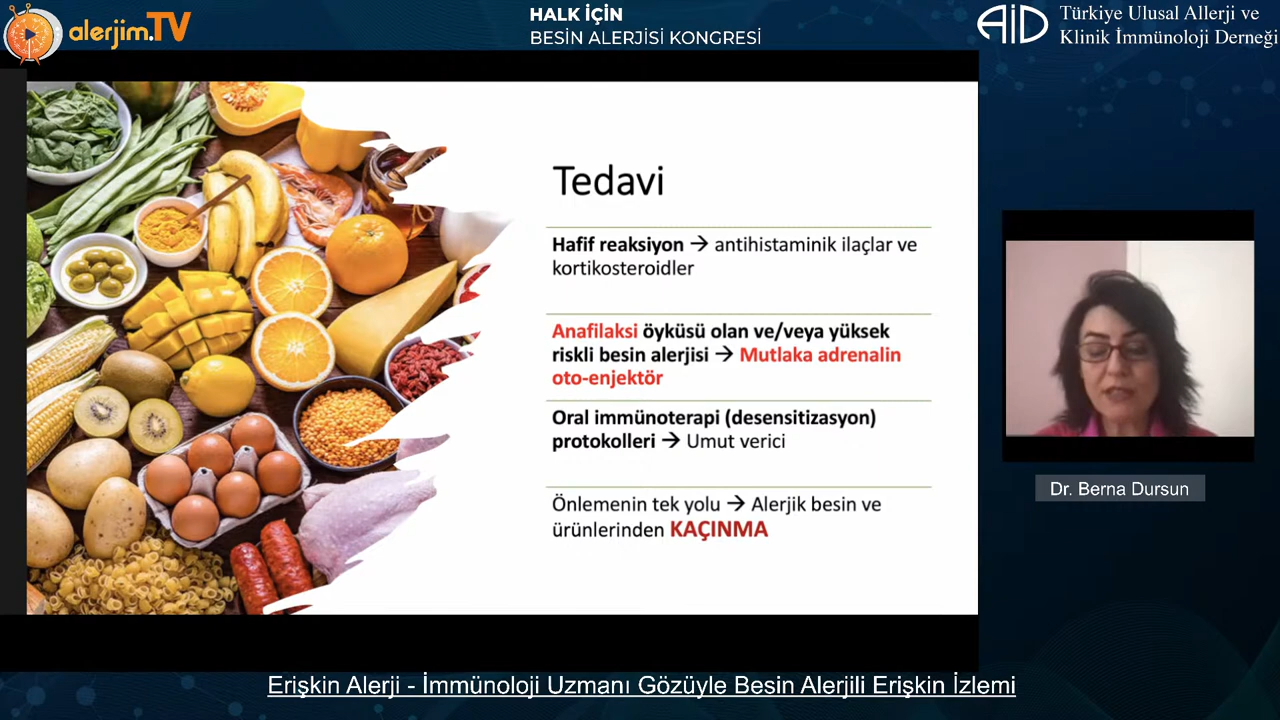 alerjim.TV
HALK İÇİN
BESİN ALERJİSİ KONGRESİ
AİD
Türkiye Ulusal Allerji ve
Klinik İmmünoloji Derneği
Tedavi
Hafif reaksiyon → antihistaminik ilaçlar ve
kortikosteroidler
Anafilaksi öyküsü olan ve/veya yüksek
riskli besin alerjisi → Mutlaka adrenalin
oto-enjektör
Oral immünoterapi (desensitizasyon)
protokolleri → Umut verici
Önlemenin tek yolu → Alerjik besin ve
ürünlerinden KAÇINMA
Dr. Berna Dursun
Erişkin Alerji - İmmünoloji Uzmanı Gözüyle Besin Alerjili Erişkin İzlemi